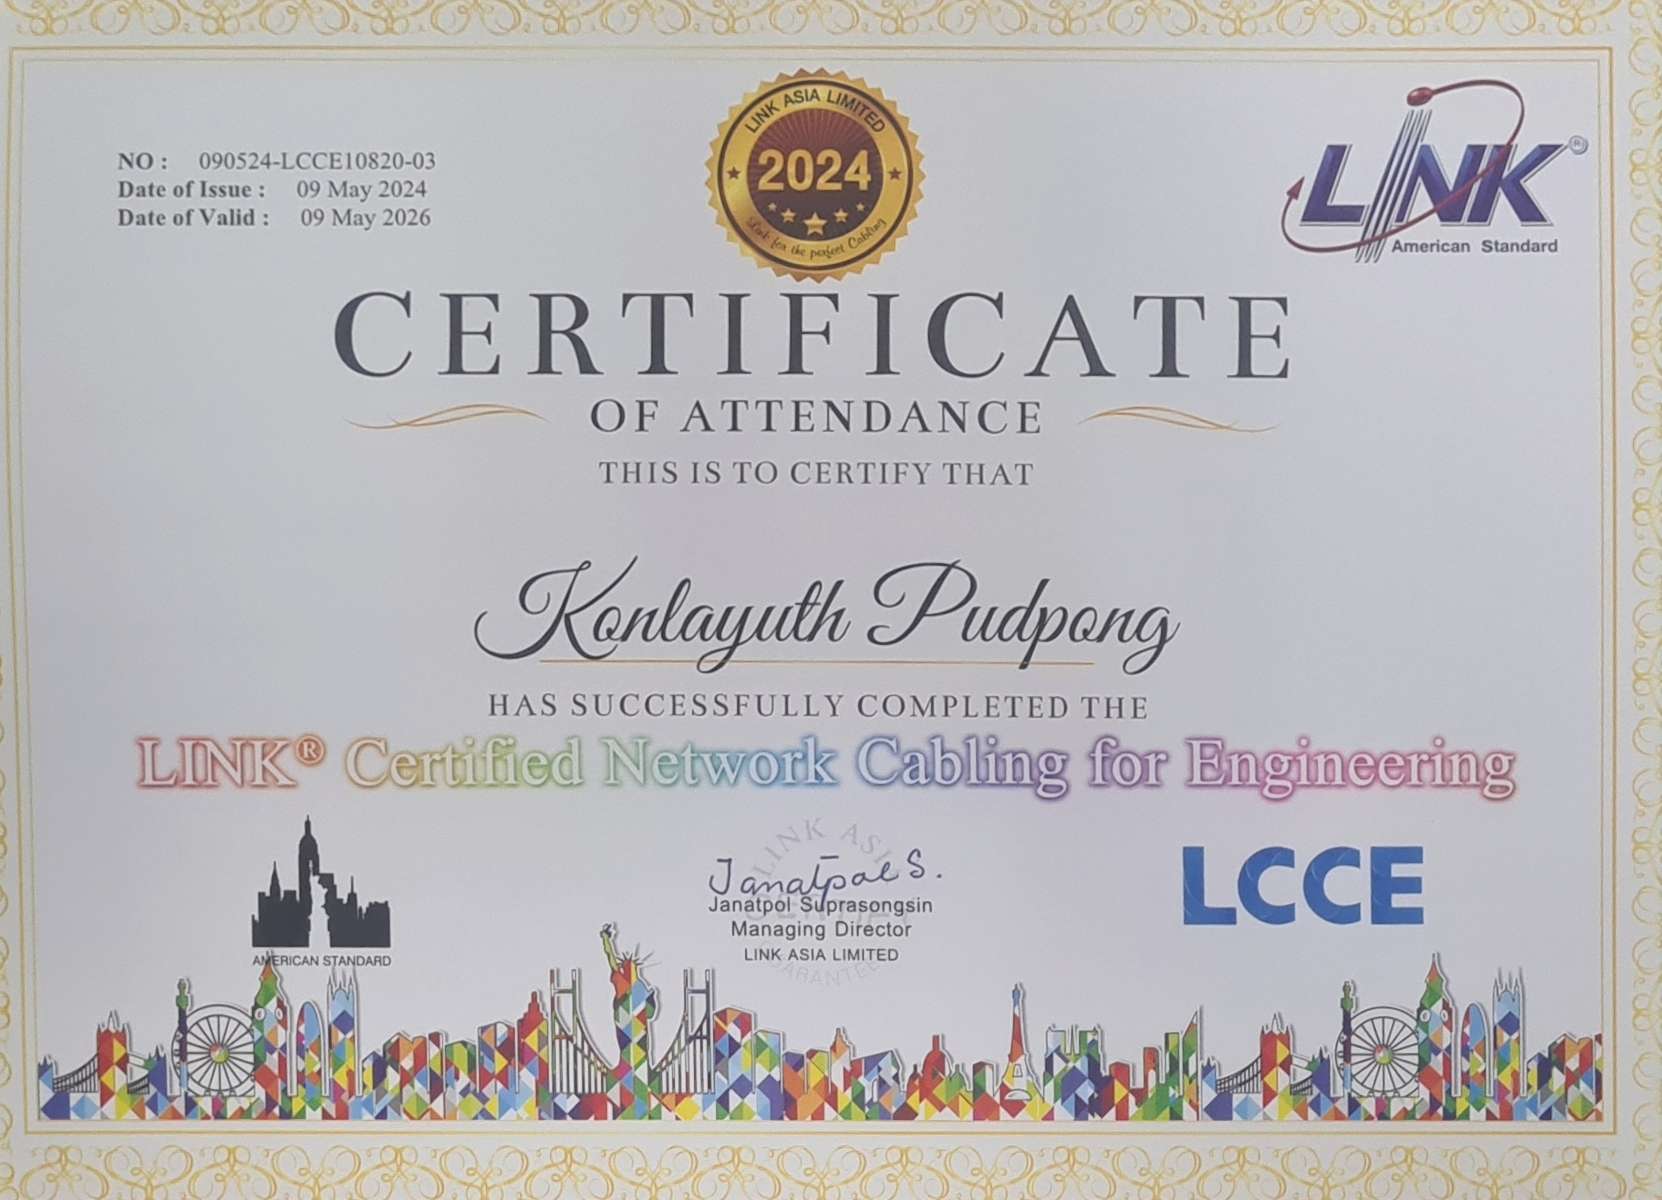 NO : 090524-LCCE10820-03
Date of Issue : 09 May 2024
Date of Valid : 09 May 2026
LINK ASIA LIMITED
2024
Link for the perfect Cabling
LINK®
American Standard
CERTIFICATE
OF ATTENDANCE
THIS IS TO CERTIFY THAT
Konlayuth Pudpong
HAS SUCCESSFULLY COMPLETED THE
LINK® Certified Network Cabling for Engineering
AMERICAN STANDARD
LINK ASIA
Janatpol S.
Janatpol Suprasongsin
Managing Director
LINK ASIA LIMITED
LCCE